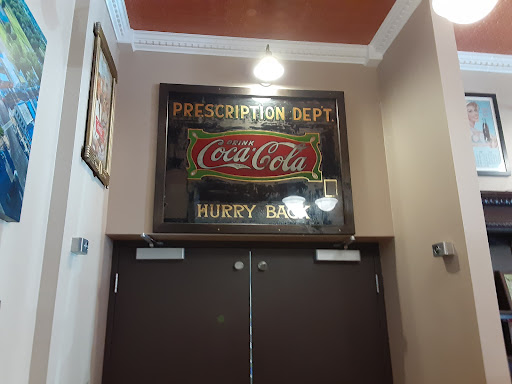 PRESCRIPTION DEPT.
DRINK
Coca-Cola
HURRY BACK